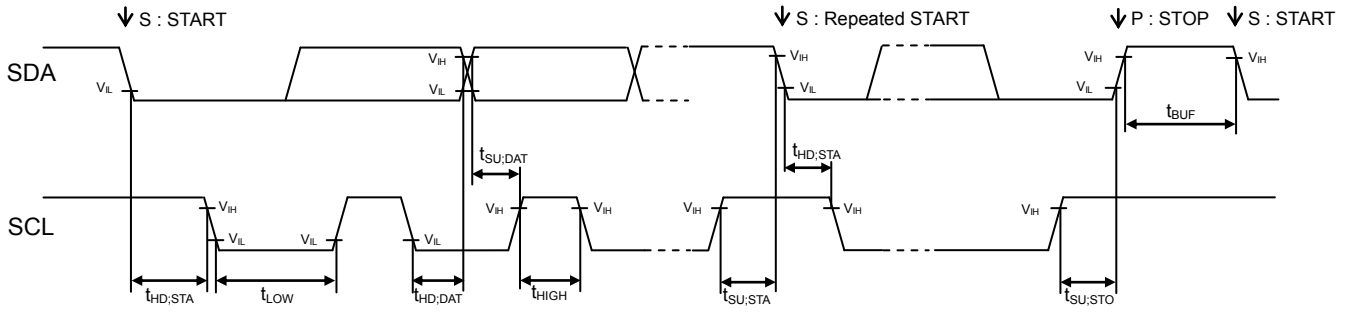 S : START
S : Repeated START
P : STOP
S : START
SDA
VIL
VIH
VIL
VIH
VIL
VIH
VIL
VIH
VIH
tBUF
tSU;DAT
tHD;STA
SCL
VIH
VIL
VIL
VIL
VIH
VIH
VIH
VIH
VIH
tHD;STA
tLOW
tHD;DAT
tHIGH
tSU;STA
tSU;STO